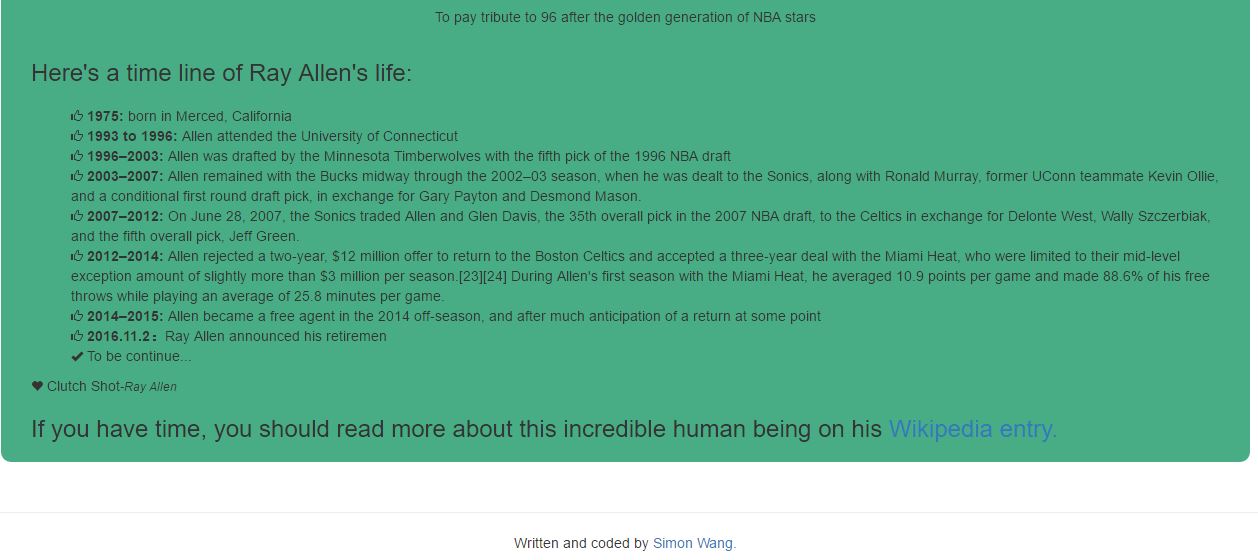 To pay tribute to 96 after the golden generation of NBA stars
Here's a time line of Ray Allen's life:
1975: born in Merced, California
1993 to 1996: Allen attended the University of Connecticut
1996–2003: Allen was drafted by the Minnesota Timberwolves with the fifth pick of the 1996 NBA draft
2003–2007: Allen remained with the Bucks midway through the 2002–03 season, when he was dealt to the Sonics, along with Ronald Murray, former UConn teammate Kevin Ollie,
and a conditional first round draft pick, in exchange for Gary Payton and Desmond Mason.
2007–2012: On June 28, 2007, the Sonics traded Allen and Glen Davis, the 35th overall pick in the 2007 NBA draft, to the Celtics in exchange for Delonte West, Wally Szczerbiak,
and the fifth overall pick, Jeff Green.
2012–2014: Allen rejected a two-year, $12 million offer to return to the Boston Celtics and accepted a three-year deal with the Miami Heat, who were limited to their mid-level
exception amount of slightly more than $3 million per season.[23][24] During Allen's first season with the Miami Heat, he averaged 10.9 points per game and made 88.6% of his free
throws while playing an average of 25.8 minutes per game.
2014–2015: Allen became a free agent in the 2014 off-season, and after much anticipation of a return at some point
2016.11.2：Ray Allen announced his retiremen
To be continue...
Clutch Shot-Ray Allen
If you have time, you should read more about this incredible human being on his Wikipedia entry.
Written and coded by Simon Wang.